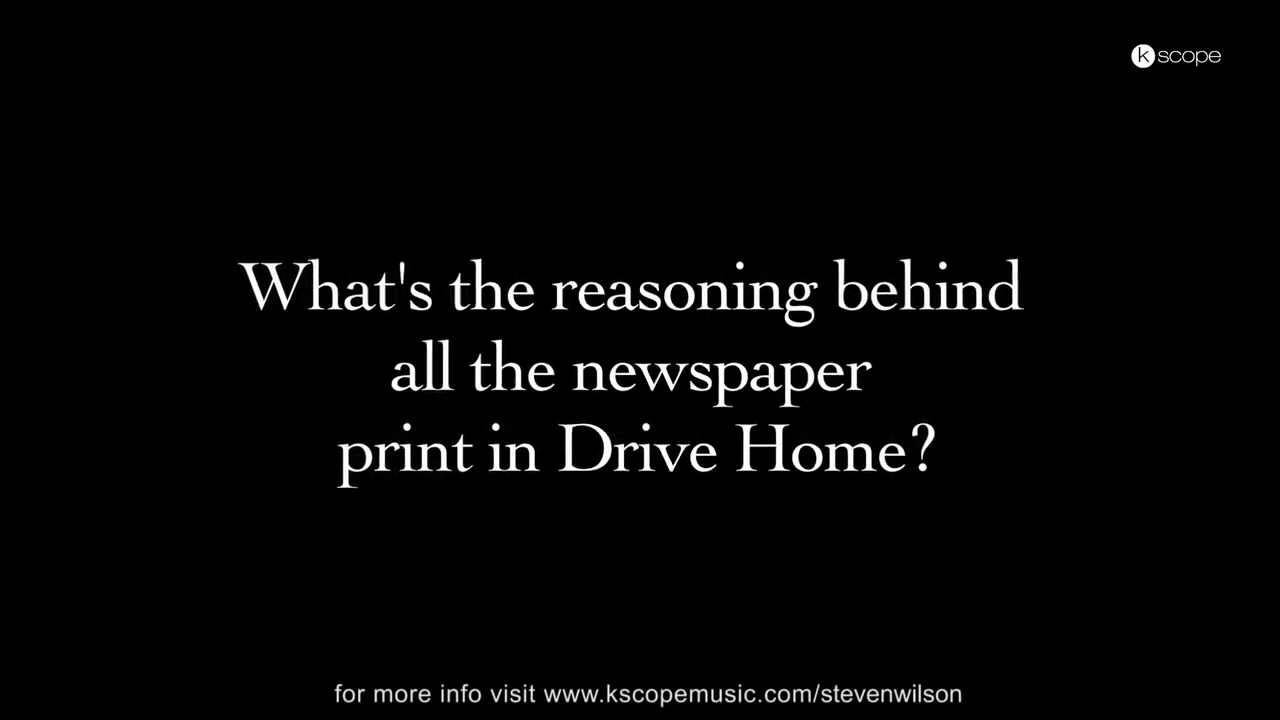 kscope
What's the reasoning behind
all the newspaper
print in Drive Home?
for more info visit www.kscopemusic.com/stevenwilson